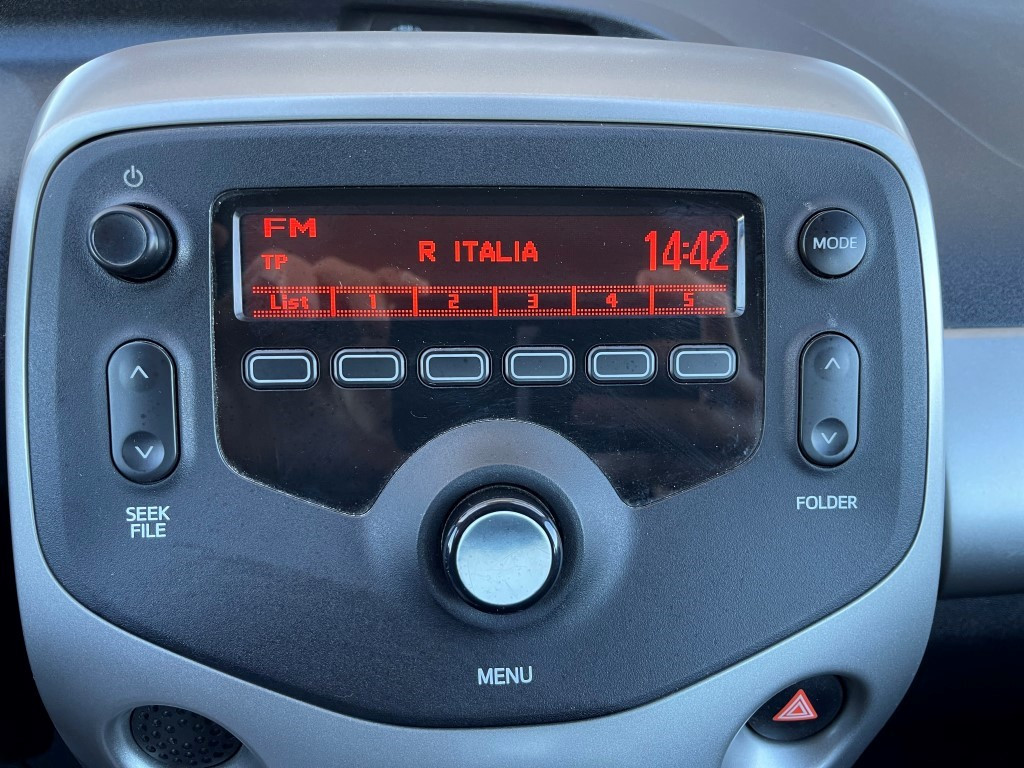 FM
TP
R ITALIA
14:42
List 1 2 3 4 5
MODE
SEEK
FILE
FOLDER
MENU